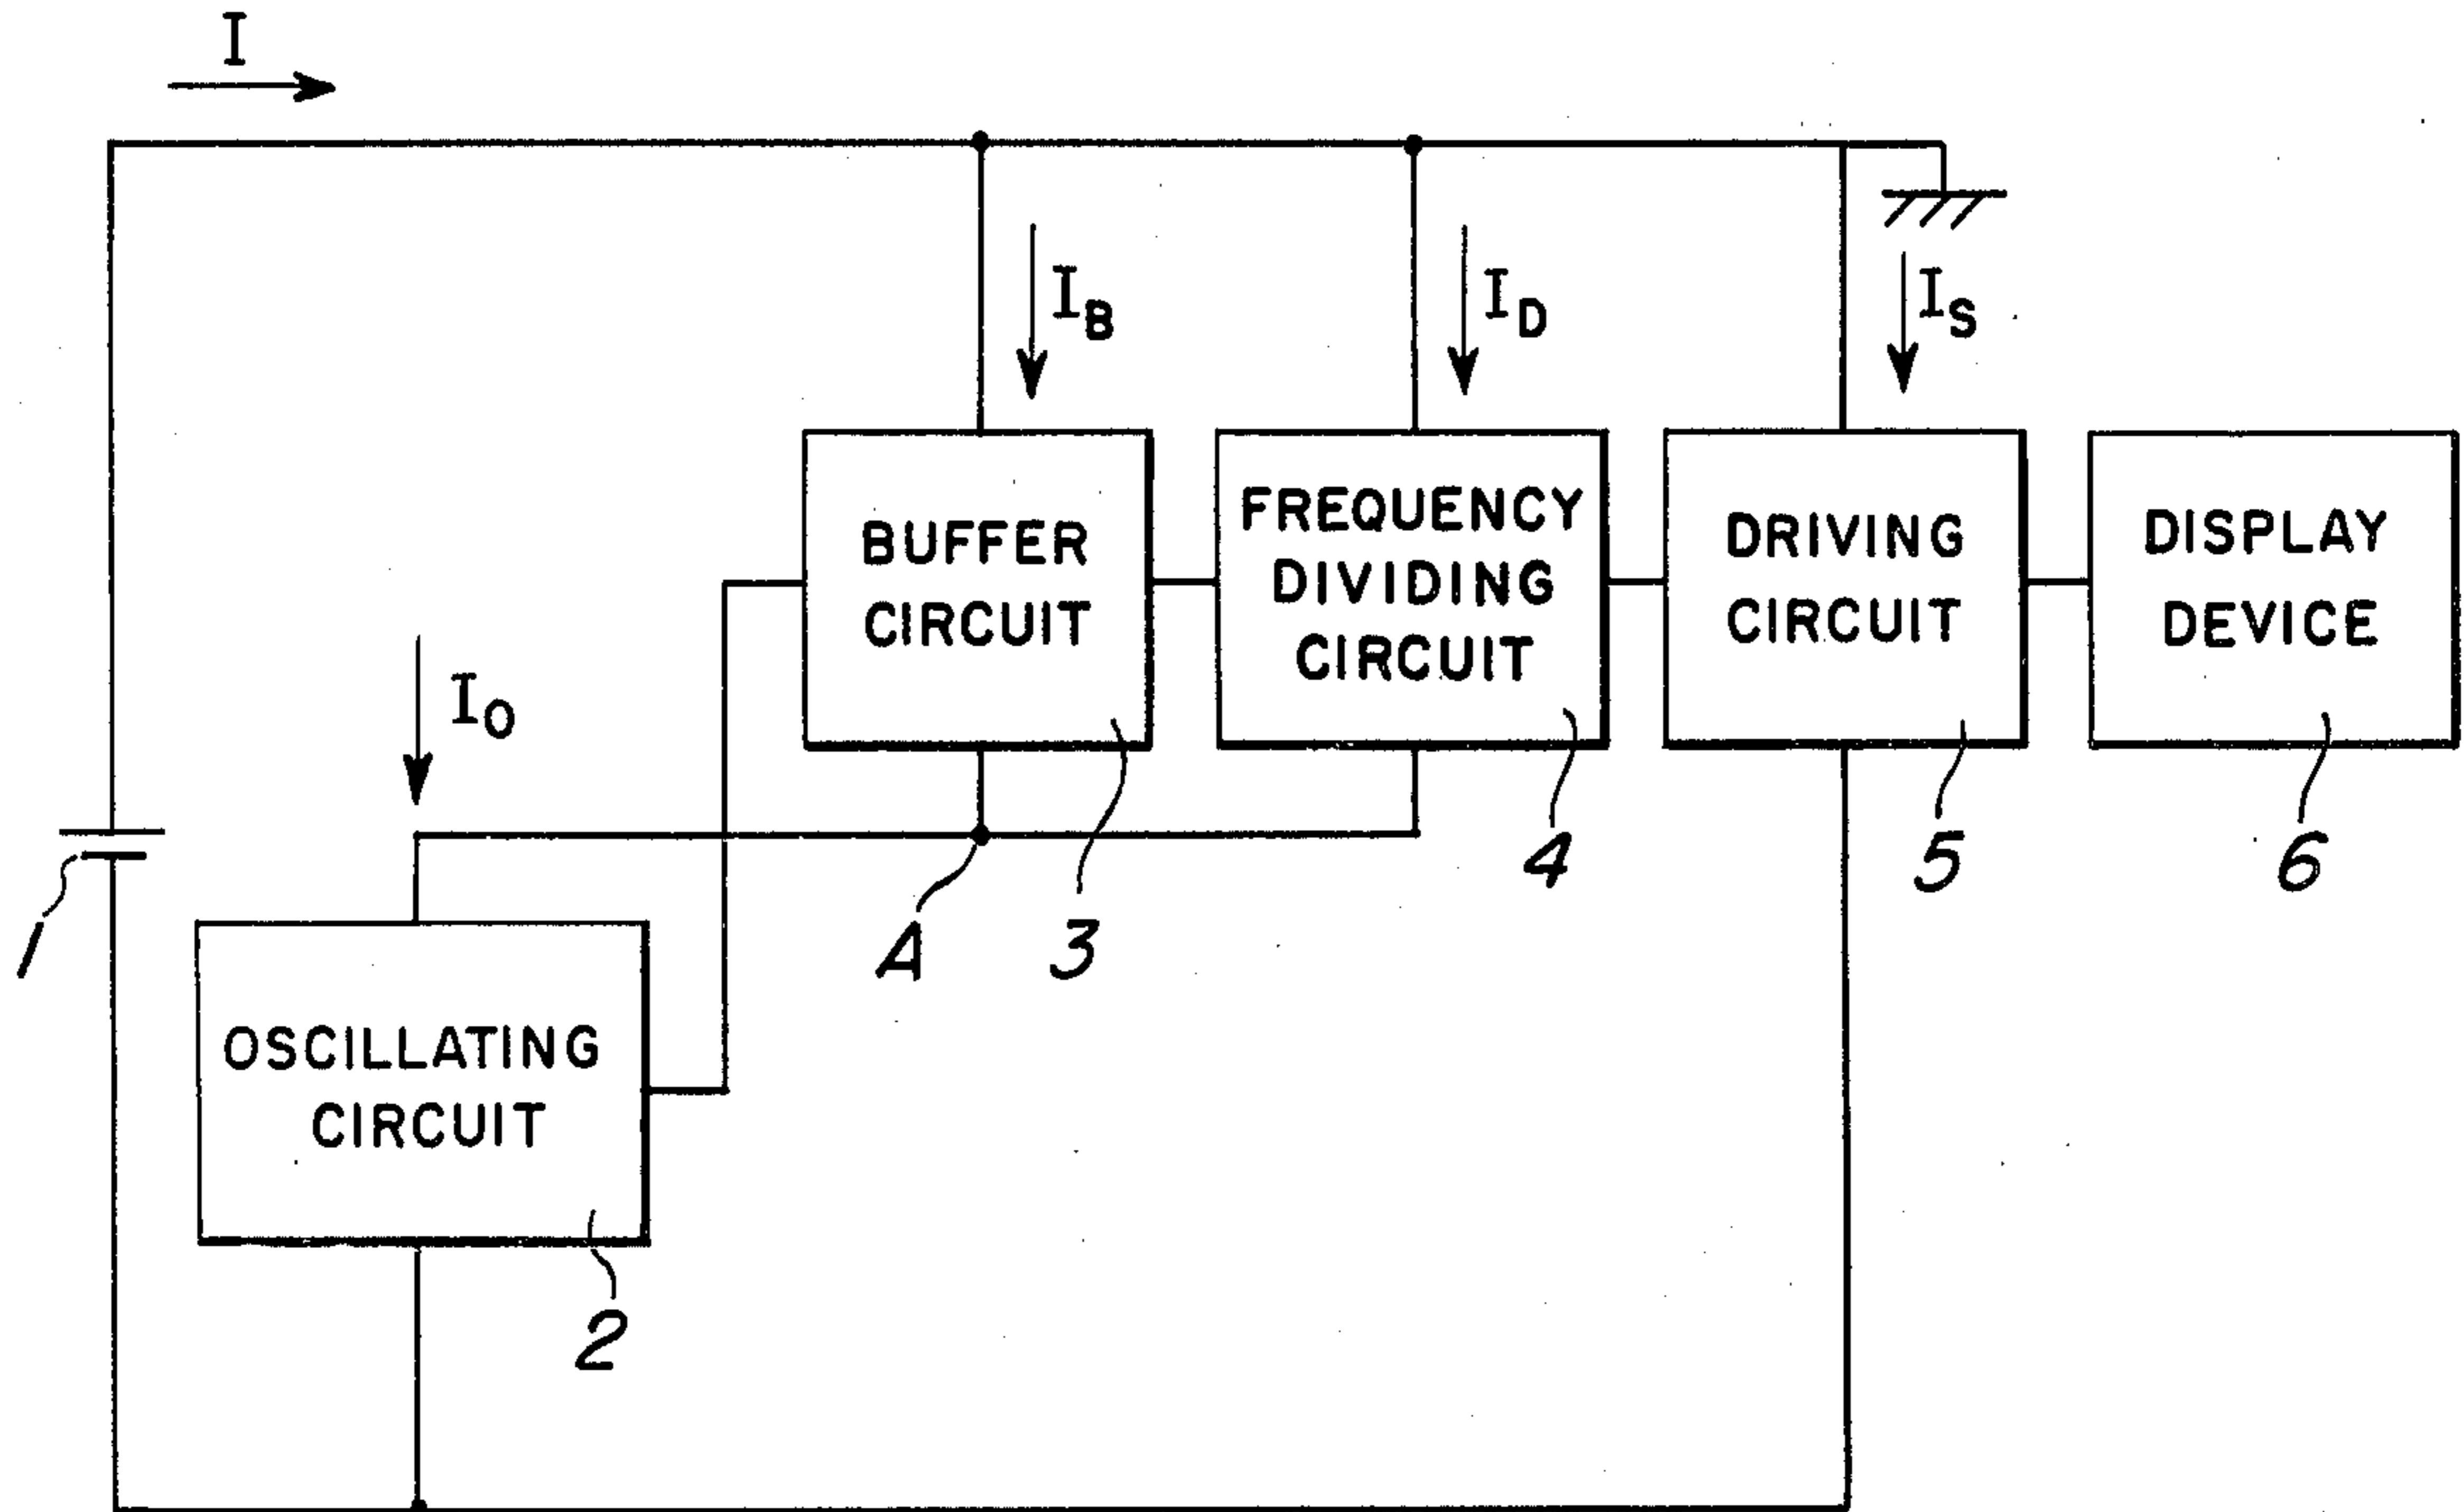 I
I_B
I_D
I_S
BUFFER
CIRCUIT
FREQUENCY
DIVIDING
CIRCUIT
DRIVING
CIRCUIT
DISPLAY
DEVICE
I_O
1
A
3
4
5
6
OSCILLATING
CIRCUIT
2